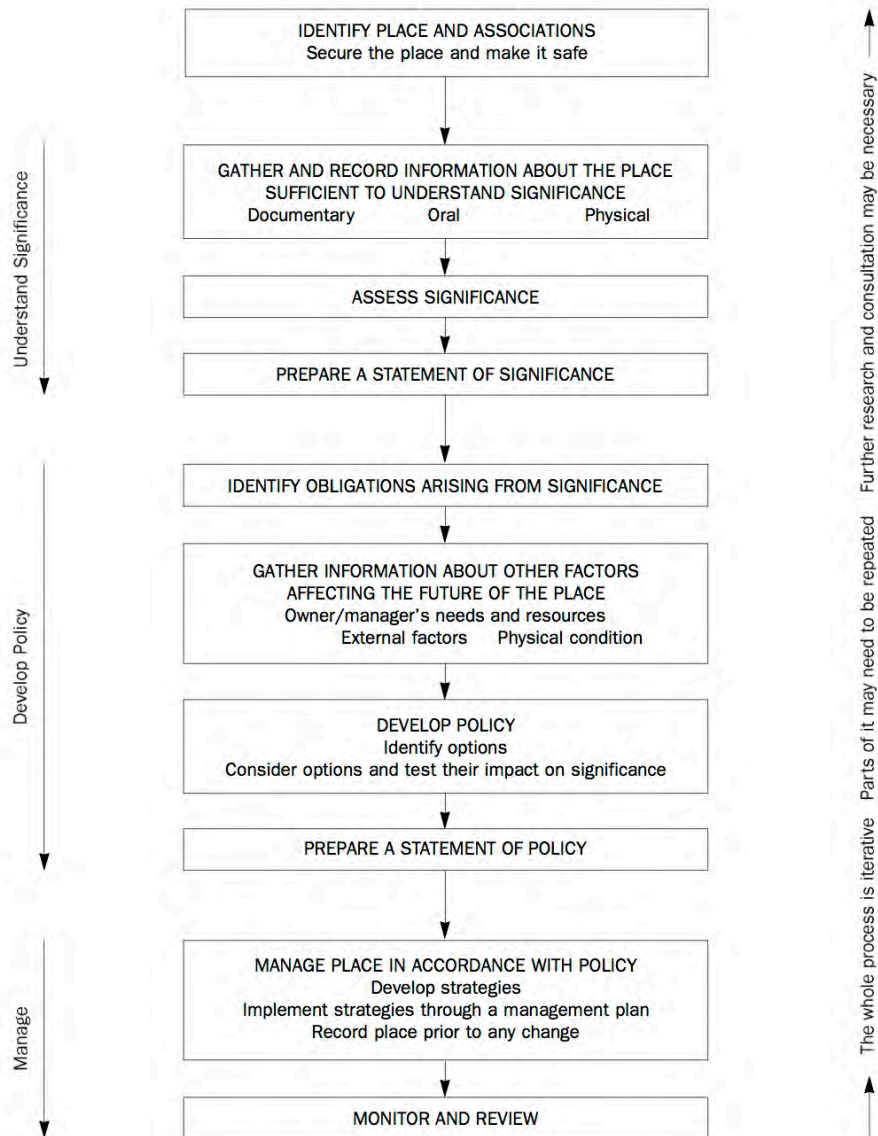 IDENTIFY PLACE AND ASSOCIATIONS
Secure the place and make it safe
Understand Significance
GATHER AND RECORD INFORMATION ABOUT THE PLACE
SUFFICIENT TO UNDERSTAND SIGNIFICANCE
Documentary Oral Physical
ASSESS SIGNIFICANCE
PREPARE A STATEMENT OF SIGNIFICANCE
Develop Policy
IDENTIFY OBLIGATIONS ARISING FROM SIGNIFICANCE
GATHER INFORMATION ABOUT OTHER FACTORS
AFFECTING THE FUTURE OF THE PLACE
Owner/manager's needs and resources
External factors Physical condition
DEVELOP POLICY
Identify options
Consider options and test their impact on significance
PREPARE A STATEMENT OF POLICY
Manage
MANAGE PLACE IN ACCORDANCE WITH POLICY
Develop strategies
Implement strategies through a management plan
Record place prior to any change
MONITOR AND REVIEW
The whole process is iterative Parts of it may need to be repeated Further research and consultation may be necessary